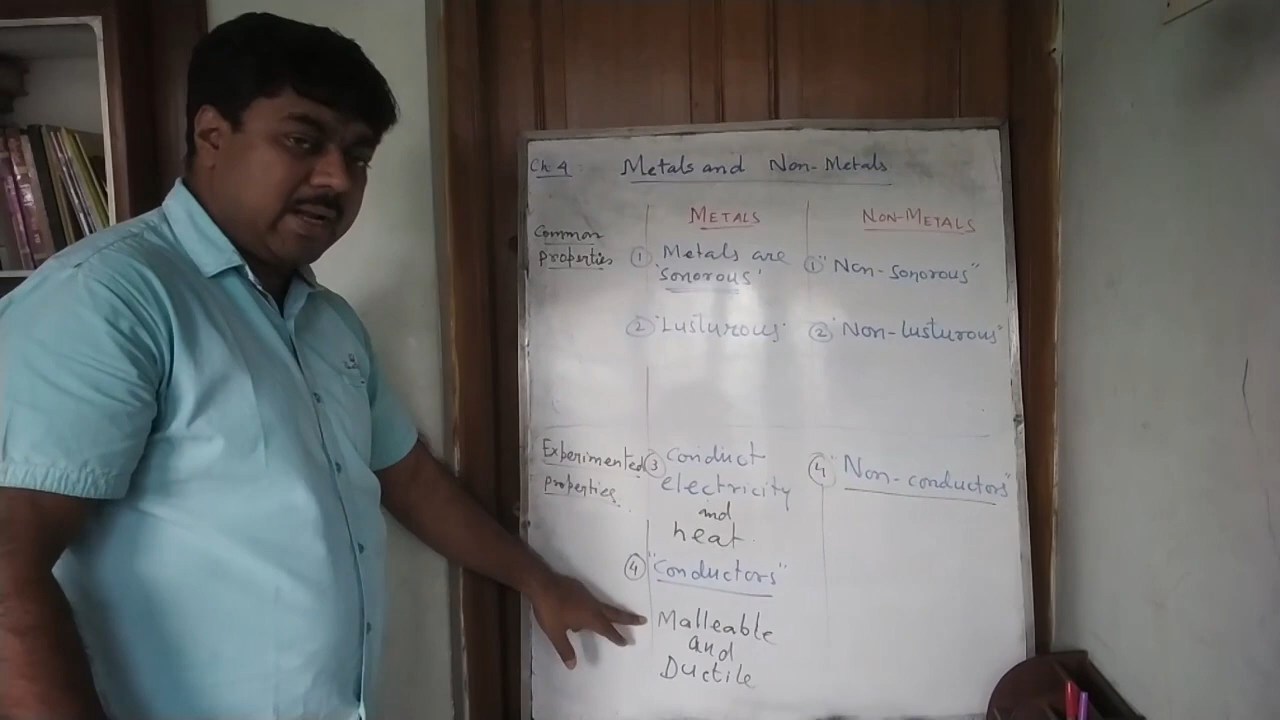 Ch 4: Metals and Non-Metals
METALS
NON-METALS
Common
properties
① Metals are
"sonorous"
① "Non-sonorous"
② "Lusturous"
② "Non-lusturous"
Experimented
properties
③ Conduct
electricity
and
heat
④ "Conductors"
④ "Non-conductors"
Malleable
and
Ductile